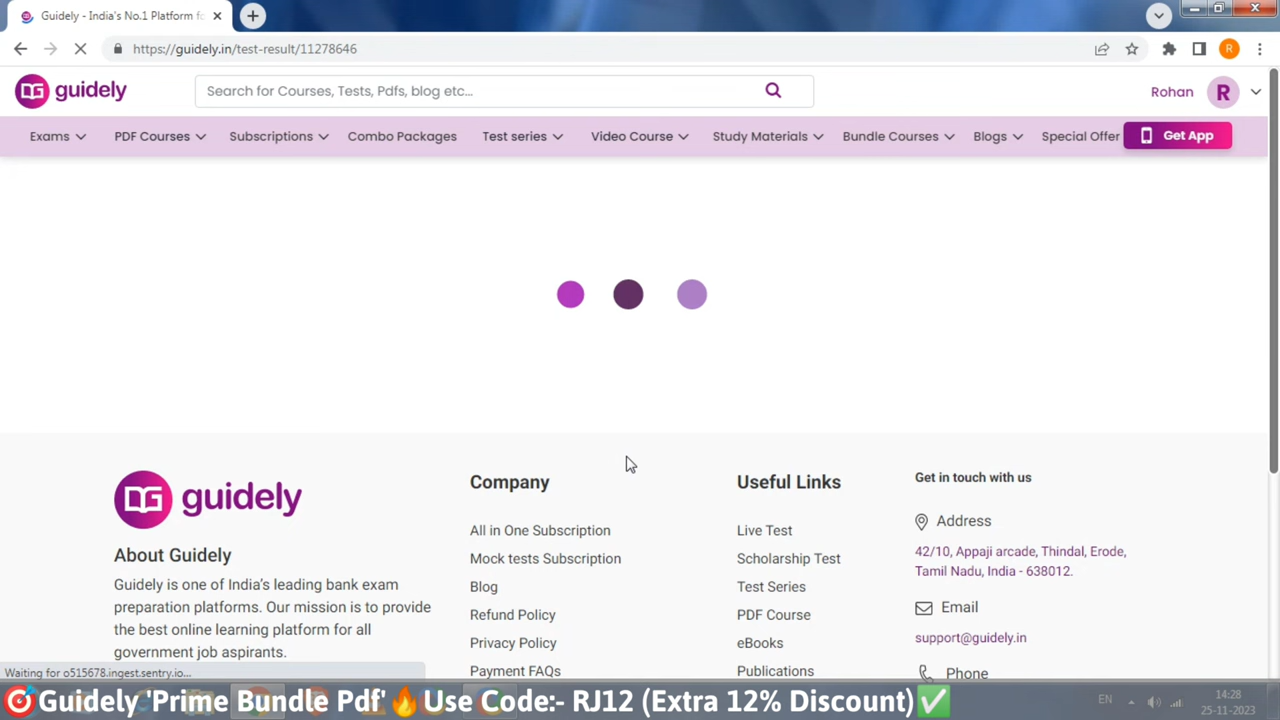 Guidely - India's No.1 Platform fo
https://guidely.in/test-result/11278646
R
guidely
Search for Courses, Tests, Pdfs, blog etc...
Rohan
R
Exams
PDF Courses
Subscriptions
Combo Packages
Test series
Video Course
Study Materials
Bundle Courses
Blogs
Special Offer
Get App
guidely
About Guidely
Guidely is one of India's leading bank exam
preparation platforms. Our mission is to provide
the best online learning platform for all
government job aspirants.
Company
All in One Subscription
Mock tests Subscription
Blog
Refund Policy
Privacy Policy
Payment FAQs
Useful Links
Live Test
Scholarship Test
Test Series
PDF Course
eBooks
Publications
Get in touch with us
Address
42/10, Appaji arcade, Thindal, Erode,
Tamil Nadu, India - 638012.
Email
support@guidely.in
Phone
Waiting for o515678.ingest.sentry.io...
🎯Guidely 'Prime Bundle Pdf'🔥Use Code:- RJ12 (Extra 12% Discount)✅
EN
14:28
25-11-2023